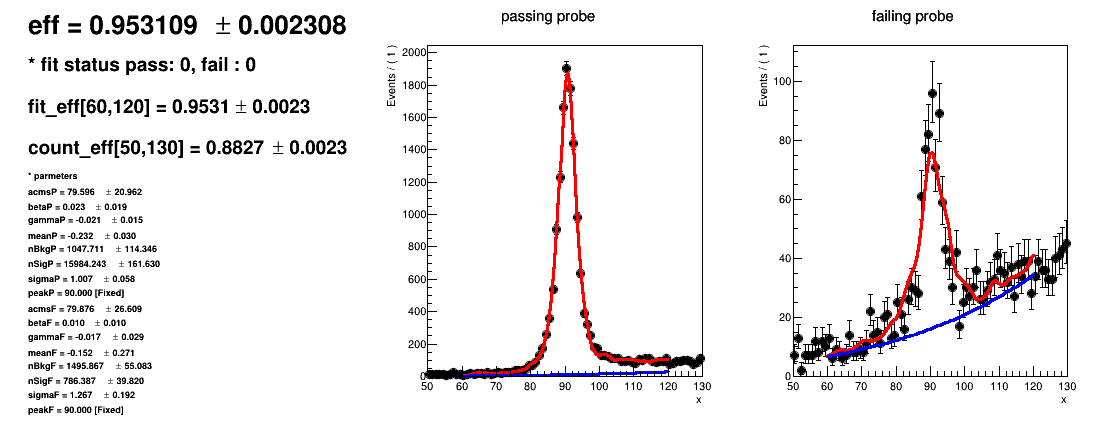 eff = 0.953109 ± 0.002308
* fit status pass: 0, fail : 0
fit_eff[60,120] = 0.9531 ± 0.0023
count_eff[50,130] = 0.8827 ± 0.0023
* parmeters
acmsP = 79.596 ± 20.962
betaP = 0.023 ± 0.019
gammaP = -0.021 ± 0.015
meanP = -0.232 ± 0.030
nBkgP = 1047.711 ± 114.346
nSigP = 15984.243 ± 161.630
sigmaP = 1.007 ± 0.058
peakP = 90.000 [Fixed]
acmsF = 79.876 ± 26.609
betaF = 0.010 ± 0.010
gammaF = -0.017 ± 0.029
meanF = -0.152 ± 0.271
nBkgF = 1495.867 ± 55.083
nSigF = 786.387 ± 39.820
sigmaF = 1.267 ± 0.192
peakF = 90.000 [Fixed]
passing probe
Events / ( 1 )
2000
1800
1600
1400
1200
1000
800
600
400
200
0
50 60 70 80 90 100 110 120 130
x
failing probe
Events / ( 1 )
100
80
60
40
20
0
50 60 70 80 90 100 110 120 130
x